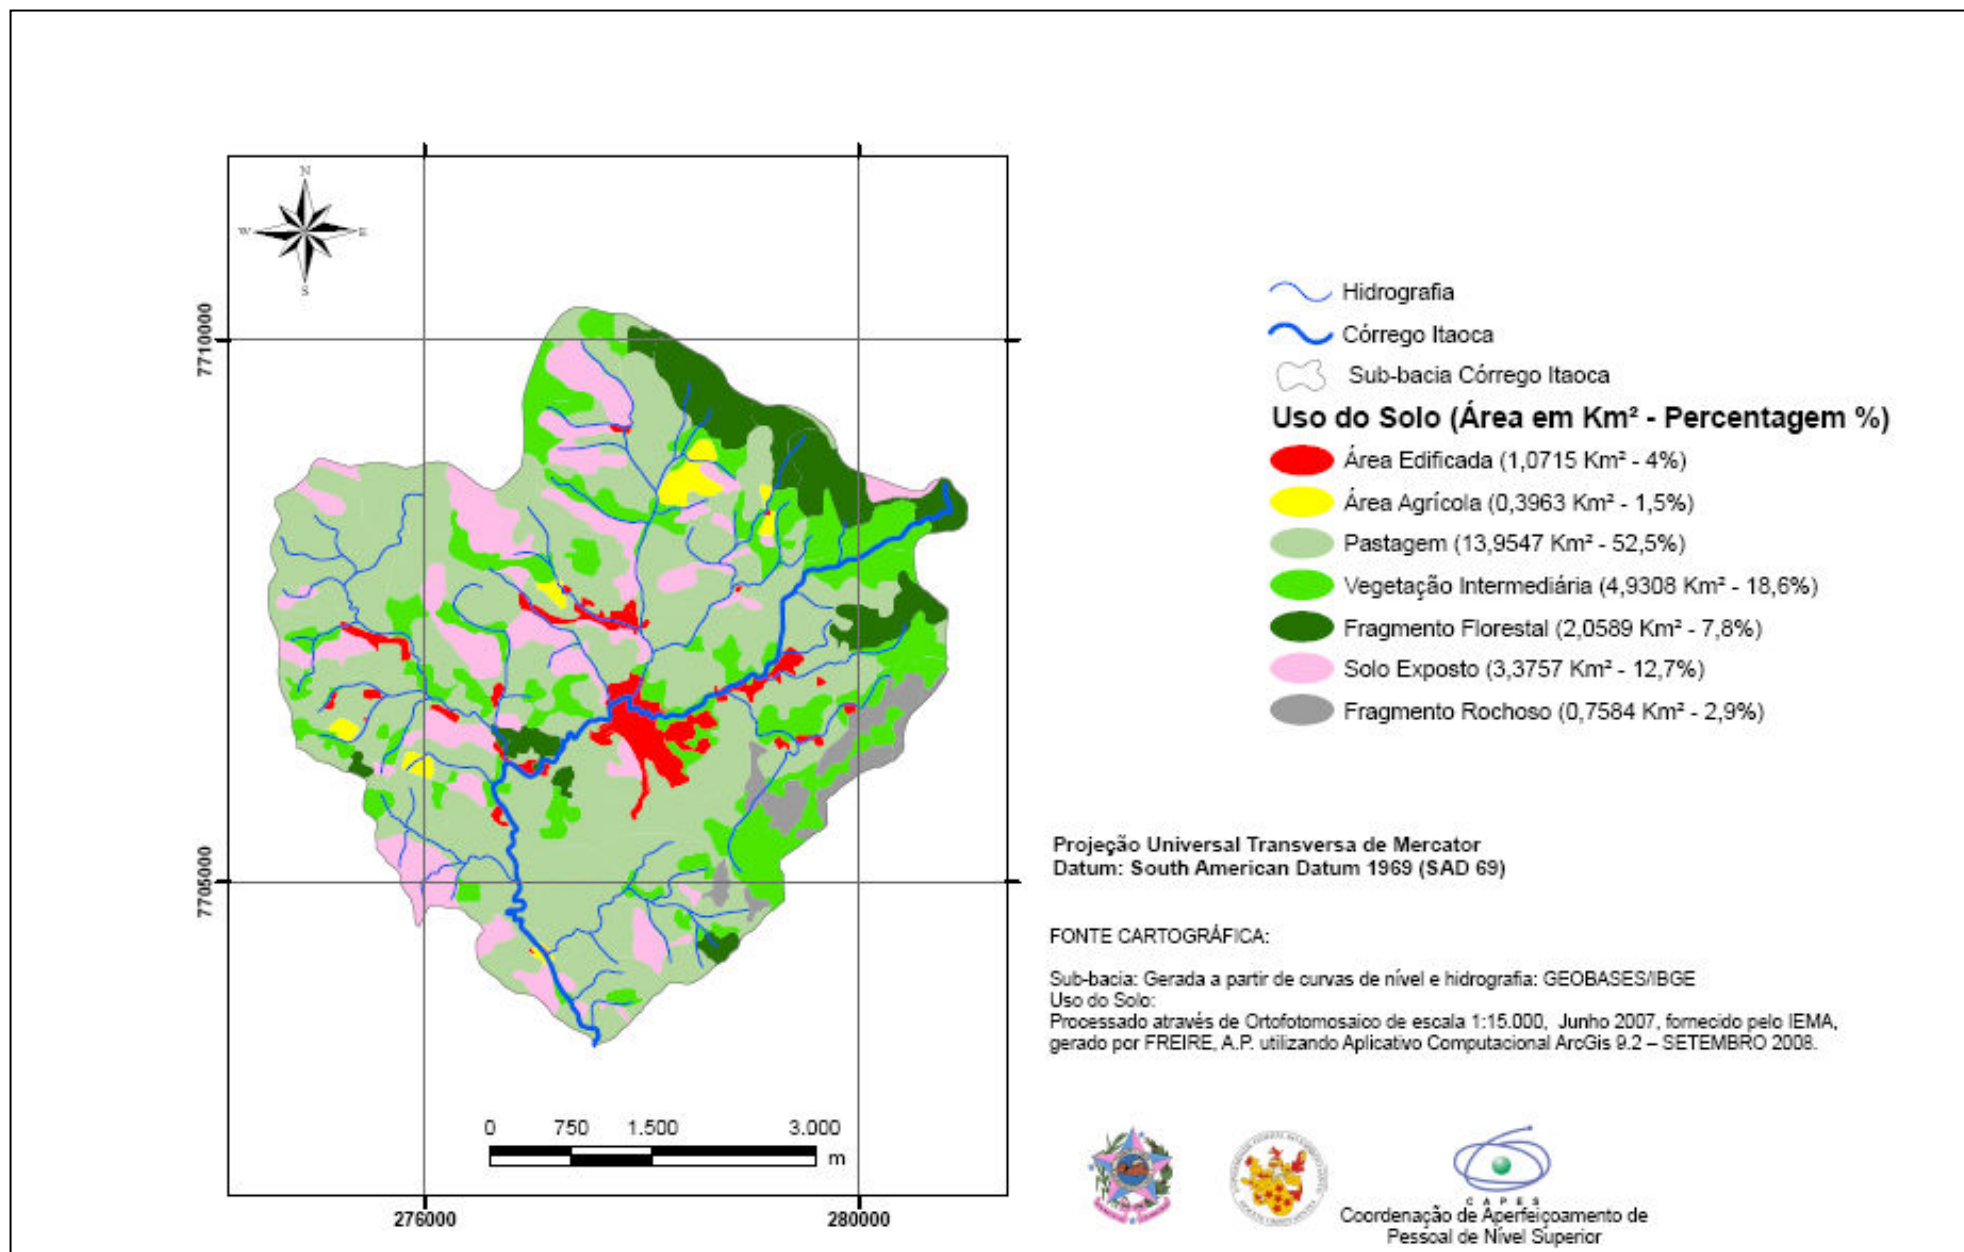 N
W
E
S
7710000
7705000
276000
280000
0 750 1.500 3.000
m
Hidrografia
Córrego Itaoca
Sub-bacia Córrego Itaoca
Uso do Solo (Área em Km² - Percentagem %)
Área Edificada (1,0715 Km² - 4%)
Área Agrícola (0,3963 Km² - 1,5%)
Pastagem (13,9547 Km² - 52,5%)
Vegetação Intermediária (4,9308 Km² - 18,6%)
Fragmento Florestal (2,0589 Km² - 7,8%)
Solo Exposto (3,3757 Km² - 12,7%)
Fragmento Rochoso (0,7584 Km² - 2,9%)
Projeção Universal Transversa de Mercator
Datum: South American Datum 1969 (SAD 69)
FONTE CARTOGRÁFICA:
Sub-bacia: Gerada a partir de curvas de nível e hidrografia: GEOBASES/IBGE
Uso do Solo:
Processado através de Ortofotomosaico de escala 1:15.000, Junho 2007, fornecido pelo IEMA,
gerado por FREIRE, A.P. utilizando Aplicativo Computacional ArcGis 9.2 – SETEMBRO 2008.
CAPES
Coordenação de Aperfeiçoamento de
Pessoal de Nível Superior